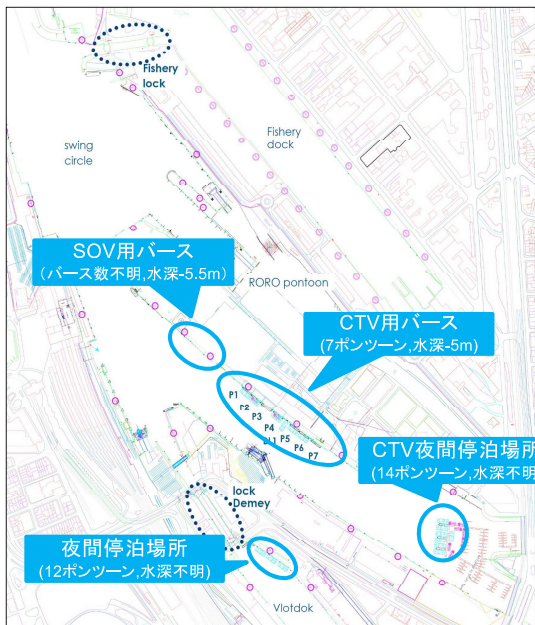 Fishery
lock
Fishery
dock
swing
circle
SOV用バース
(バース数不明,水深-5.5m)
RORO pontoon
CTV用バース
(7ポンツーン,水深-5m)
P1
P2
P3
P4
P5
P6
P7
CTV夜間停泊場所
(14ポンツーン,水深不明)
lock
Demey
夜間停泊場所
(12ポンツーン,水深不明)
Vlotdok